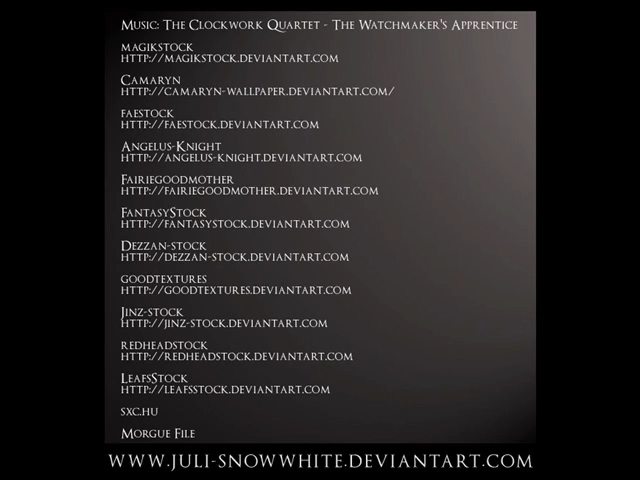 Music: The Clockwork Quartet - The Watchmaker's Apprentice
magikstock
http://magikstock.deviantart.com
Camaryn
http://camaryn-wallpaper.deviantart.com/
faestock
http://faestock.deviantart.com
Angelus-Knight
http://angelus-knight.deviantart.com
Fairiegoodmother
http://fairiegoodmother.deviantart.com
FantasyStock
http://fantasystock.deviantart.com
Dezzan-stock
http://dezzan-stock.deviantart.com
goodtextures
http://goodtextures.deviantart.com
Jinz-stock
http://jinz-stock.deviantart.com
redheadstock
http://redheadstock.deviantart.com
LeafsStock
http://leafsstock.deviantart.com
sxc.hu
Morgue File
www.juli-snowwhite.deviantart.com